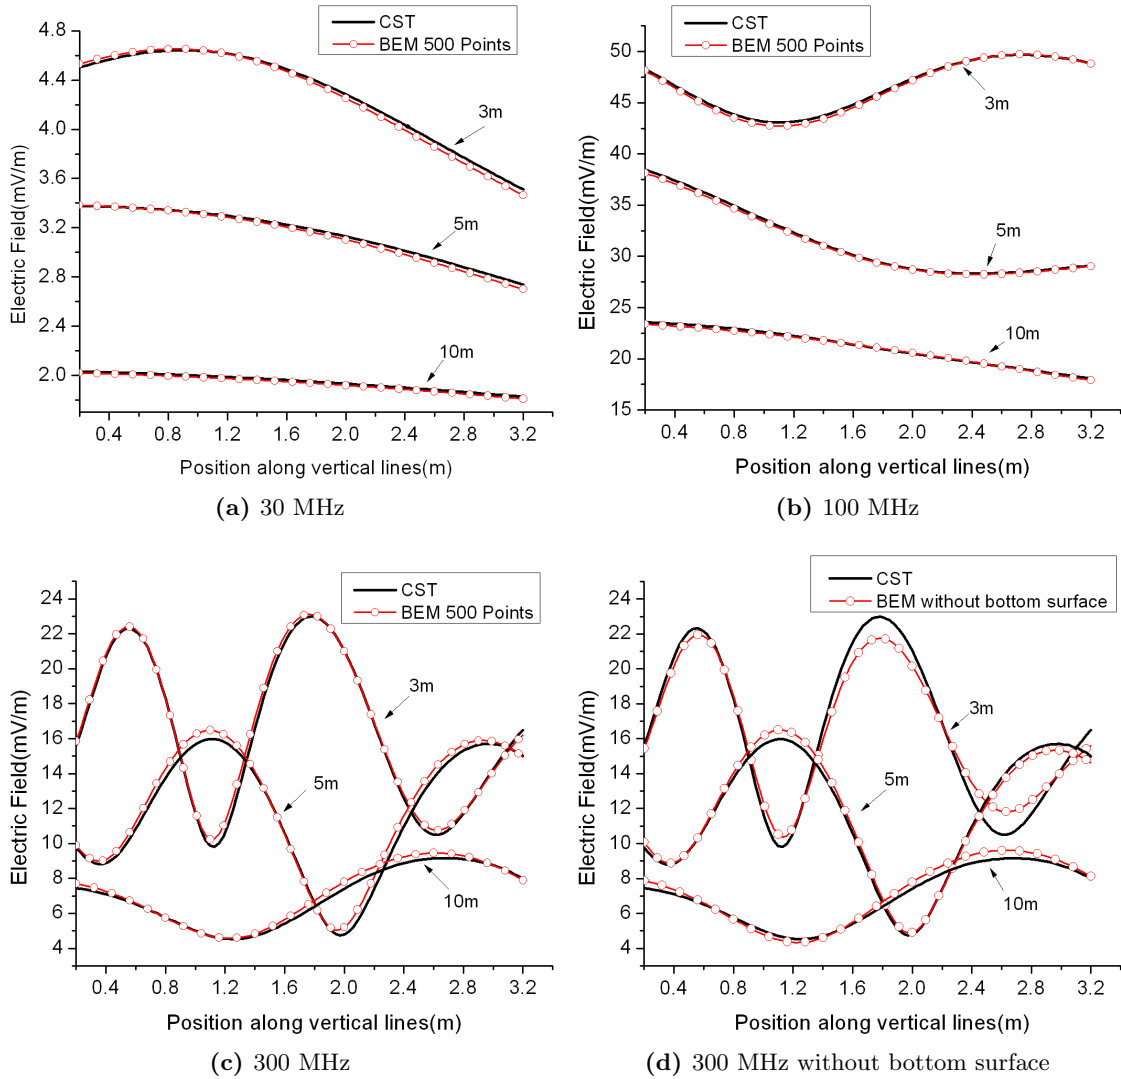 CST
BEM 500 Points
4.8
4.4
4.0
3.6
3.2
2.8
2.4
2.0
Electric Field(mV/m)
3m
5m
10m
0.4 0.8 1.2 1.6 2.0 2.4 2.8 3.2
Position along vertical lines(m)
(a) 30 MHz
CST
BEM 500 Points
50
45
40
35
30
25
20
15
Electric Field(mV/m)
3m
5m
10m
0.4 0.8 1.2 1.6 2.0 2.4 2.8 3.2
Position along vertical lines(m)
(b) 100 MHz
CST
BEM 500 Points
24
22
20
18
16
14
12
10
8
6
4
Electric Field(mV/m)
3m
5m
10m
0.4 0.8 1.2 1.6 2.0 2.4 2.8 3.2
Position along vertical lines(m)
(c) 300 MHz
CST
BEM without bottom surface
24
22
20
18
16
14
12
10
8
6
4
Electric Field(mV/m)
3m
5m
10m
0.4 0.8 1.2 1.6 2.0 2.4 2.8 3.2
Position along vertical lines(m)
(d) 300 MHz without bottom surface